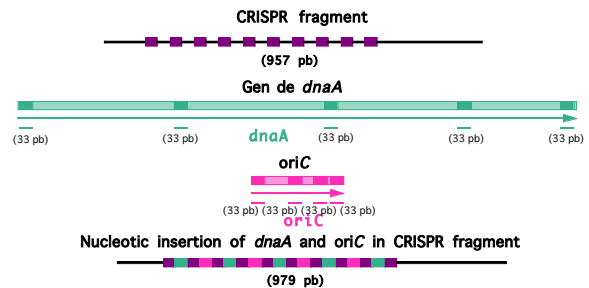 CRISPR fragment
(957 pb)
Gen de dnaA
(33 pb) (33 pb) dnaA (33 pb) (33 pb) (33 pb)
oriC
(33 pb) (33 pb) (33 pb) (33 pb)
oriC
Nucleotic insertion of dnaA and oriC in CRISPR fragment
(979 pb)